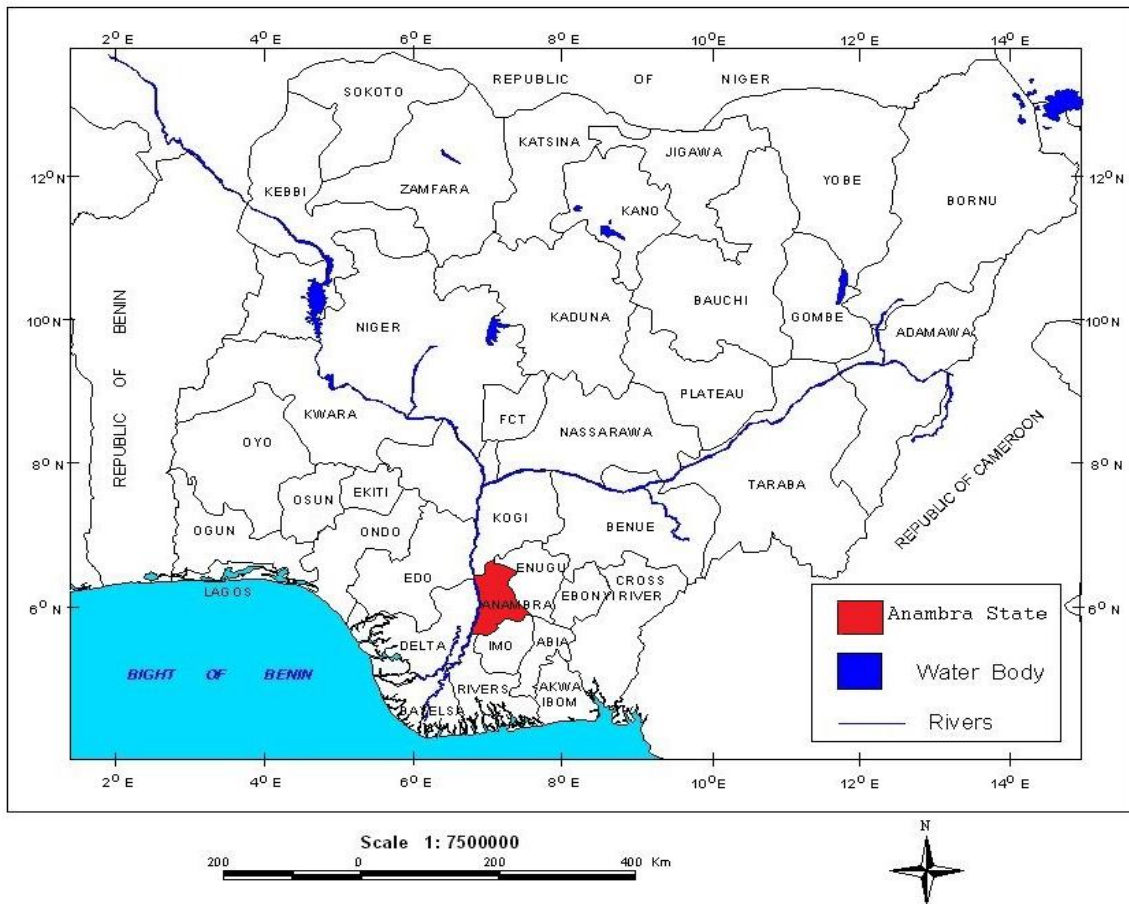 2° E 4° E 6° E 8° E 10° E 12° E 14° E
REPUBLIC OF NIGER
SOKOTO
KATSINA
JIGAWA
12° N
KEBBI
ZAMFARA
KANO
YOBE
BORNU
12° N
REPUBLIC OF BENIN
10° N
NIGER
KADUNA
BAUCHI
GOMBE
ADAMAWA
10° N
KWARA
FCT
PLATEAU
OYO
NASSARAWA
8° N
OSUN
EKITI
TARABA
8° N
REPUBLIC OF CAMEROON
OGUN
ONDO
KOGI
BENUE
EDO
ENUGU
CROSS
RIVER
EBONYI
LAGOS
6° N
ANAMBRA
6° N
DELTA
IMO
ABIA
BIGHT OF BENIN
RIVERS
AKWA
IBOM
BAYELSA
Anambra State
Water Body
Rivers
2° E 4° E 6° E 8° E 10° E 12° E 14° E
Scale 1: 7500000
200 0 200 400 Km
N